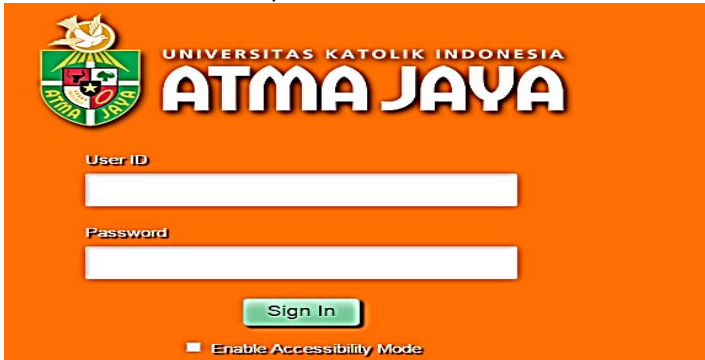 UNIVERSITAS KATOLIK INDONESIA
ATMA JAYA
ATMA JAYA
User ID
Password
Sign In
Enable Accessibility Mode